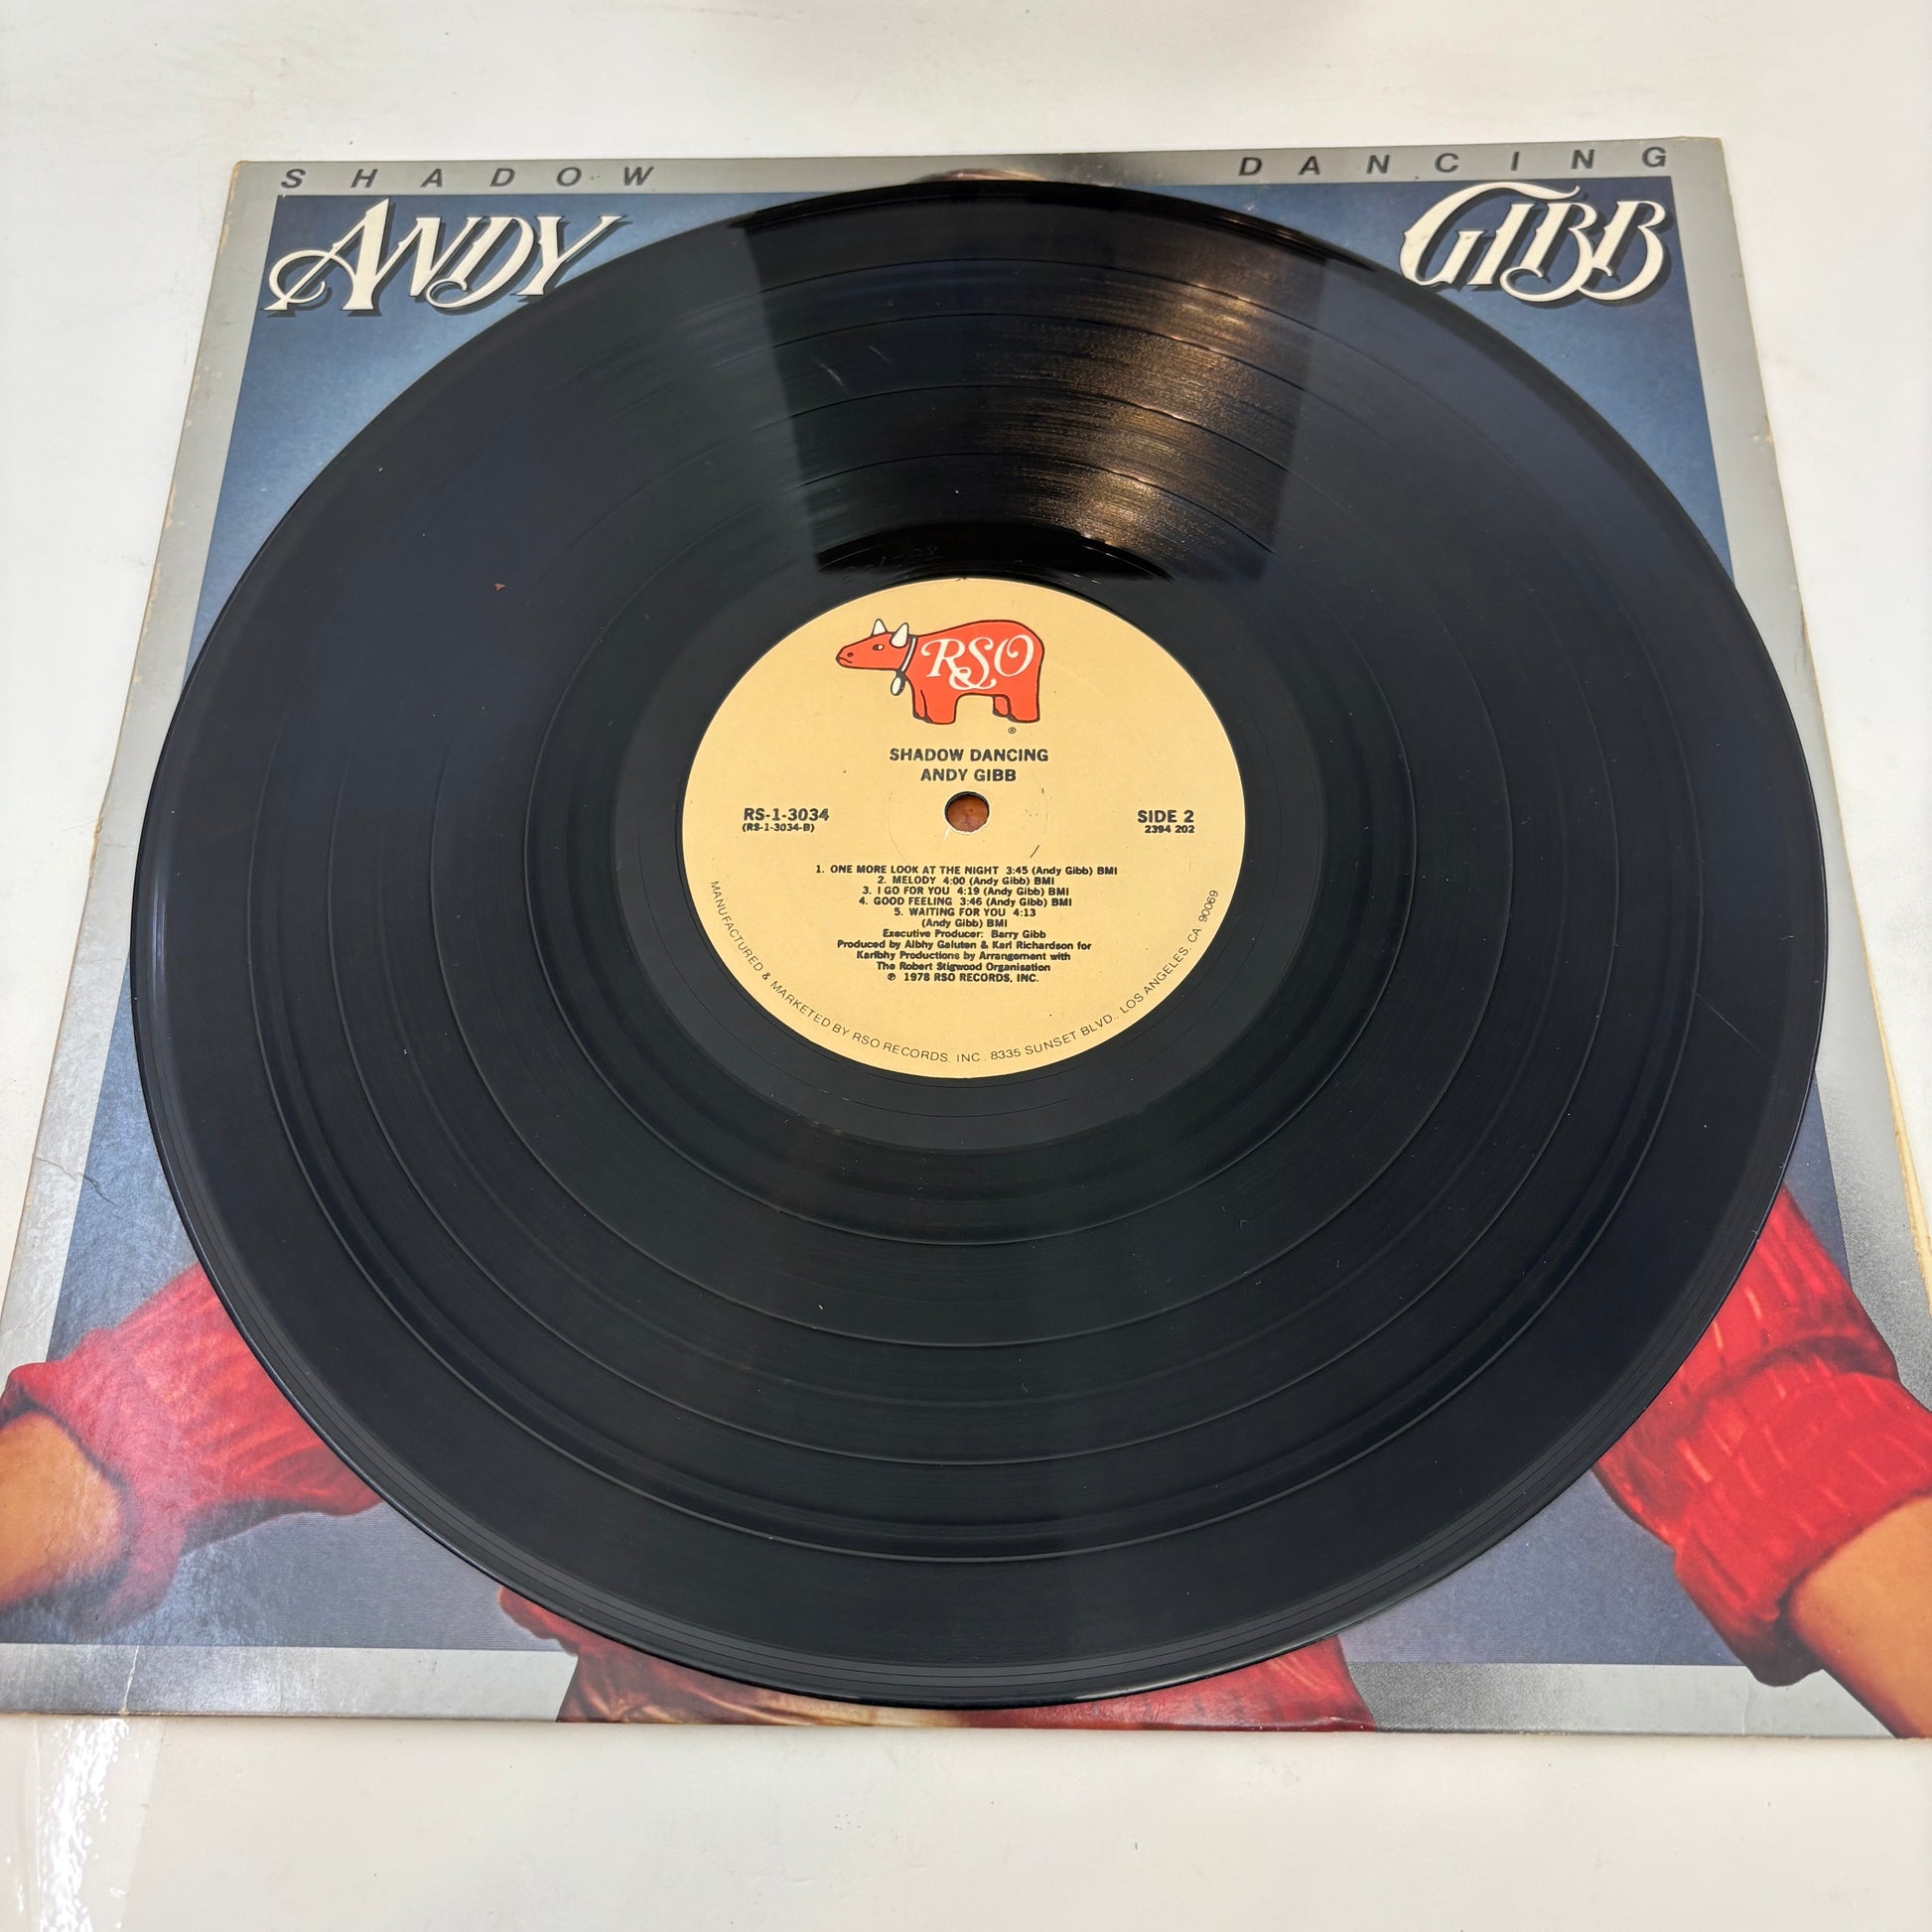 SHADOW DANCING
ANDY GIBB
RSO
®
SHADOW DANCING
ANDY GIBB
RS-1-3034
(RS-1-3034-B)
SIDE 2
2394 202
1. ONE MORE LOOK AT THE NIGHT 3:45 (Andy Gibb) BMI
2. MELODY 4:00 (Andy Gibb) BMI
3. I GO FOR YOU 4:19 (Andy Gibb) BMI
4. GOOD FEELING 3:46 (Andy Gibb) BMI
5. WAITING FOR YOU 4:13
(Andy Gibb) BMI
Executive Producer: Barry Gibb
Produced by Albhy Galuten & Karl Richardson for
Karlbhy Productions by Arrangement with
The Robert Stigwood Organisation
℗ 1978 RSO RECORDS, INC.
MANUFACTURED & MARKETED BY RSO RECORDS, INC., 8335 SUNSET BLVD., LOS ANGELES, CA 90069